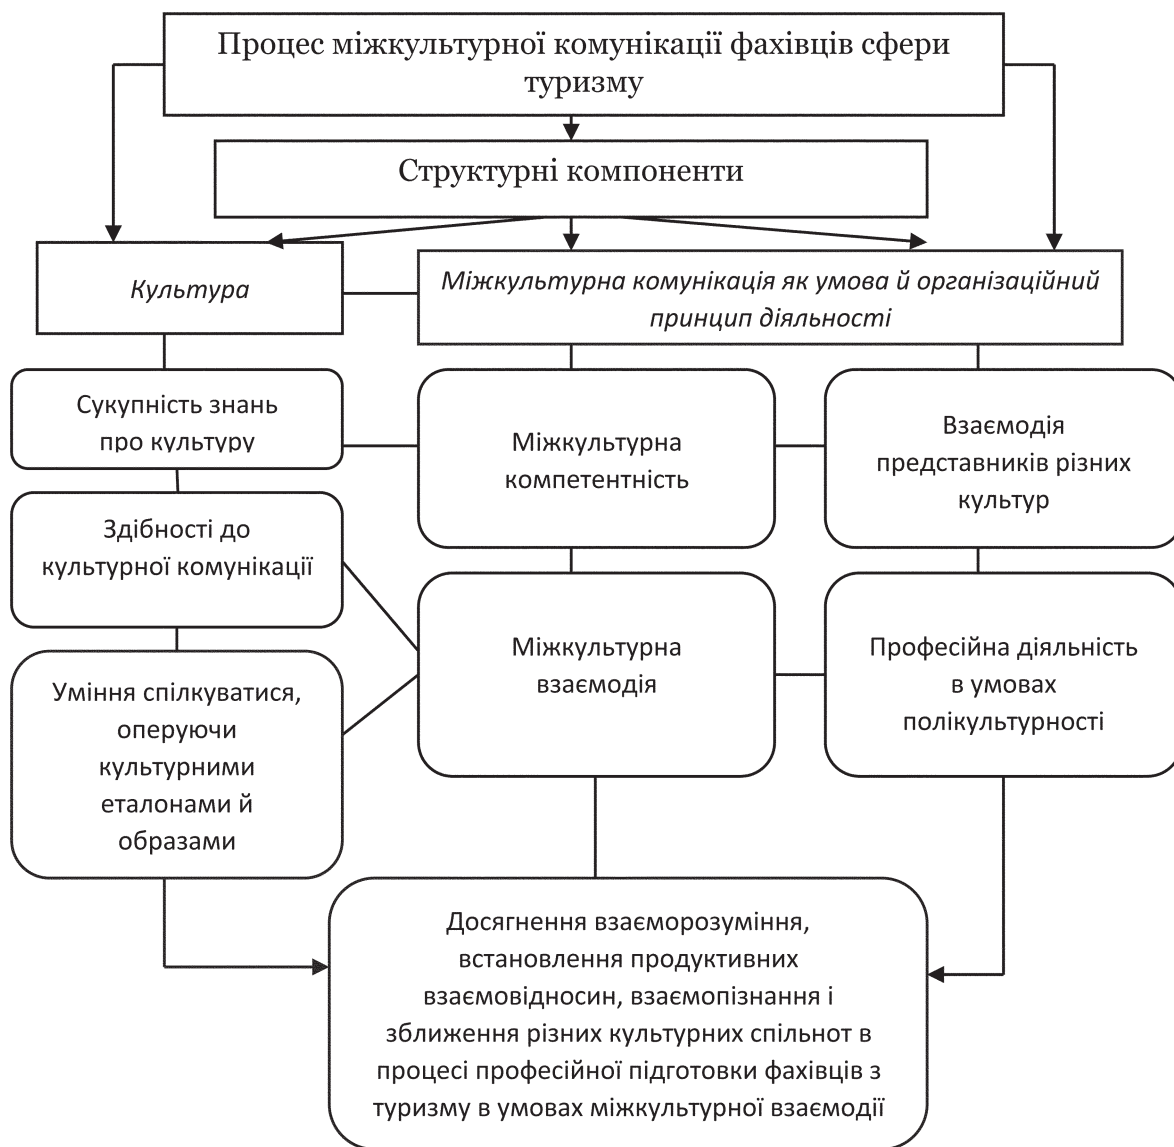 Процес міжкультурної комунікації фахівців сфери
туризму
Структурні компоненти
Культура
Міжкультурна комунікація як умова й організаційний
принцип діяльності
Сукупність знань
про культуру
Міжкультурна
компетентність
Взаємодія
представників різних
культур
Здібності до
культурної комунікації
Міжкультурна
взаємодія
Професійна діяльність
в умовах
полікультурності
Уміння спілкуватися,
оперуючи
культурними
еталонами й
образами
Досягнення взаєморозуміння,
встановлення продуктивних
взаємовідносин, взаємопізнання і
зближення різних культурних спільнот в
процесі професійної підготовки фахівців з
туризму в умовах міжкультурної взаємодії